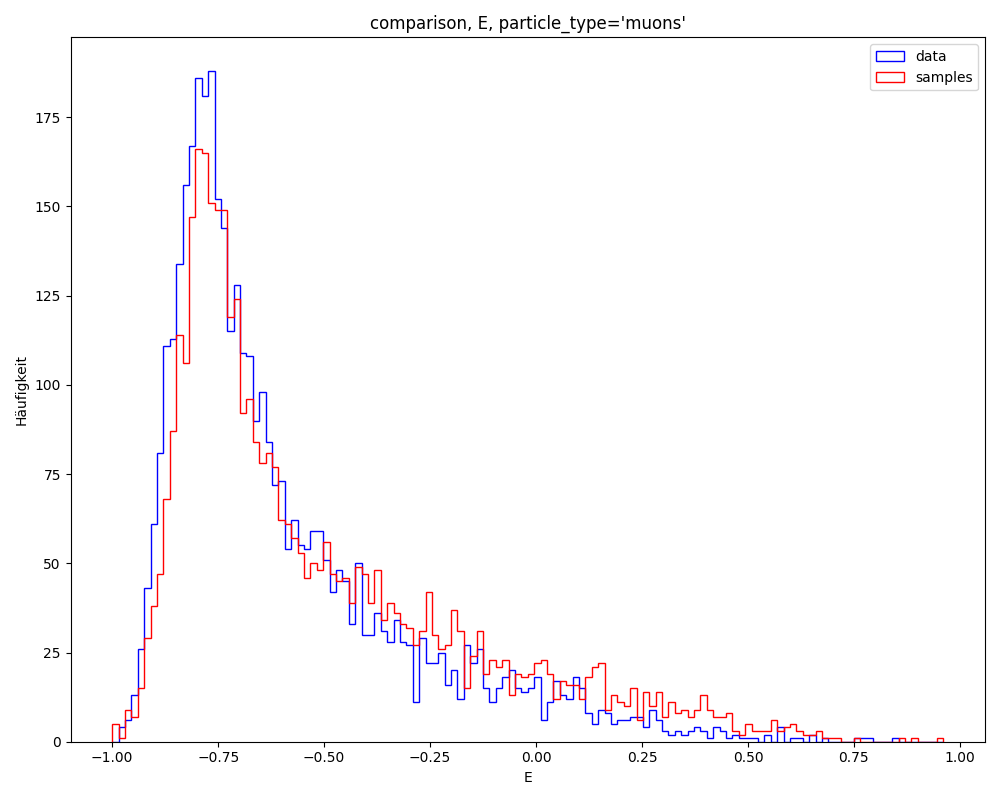 comparison, E, particle_type='muons'
data
samples
Häufigkeit
175
150
125
100
75
50
25
0
−1.00 −0.75 −0.50 −0.25 0.00 0.25 0.50 0.75 1.00
E